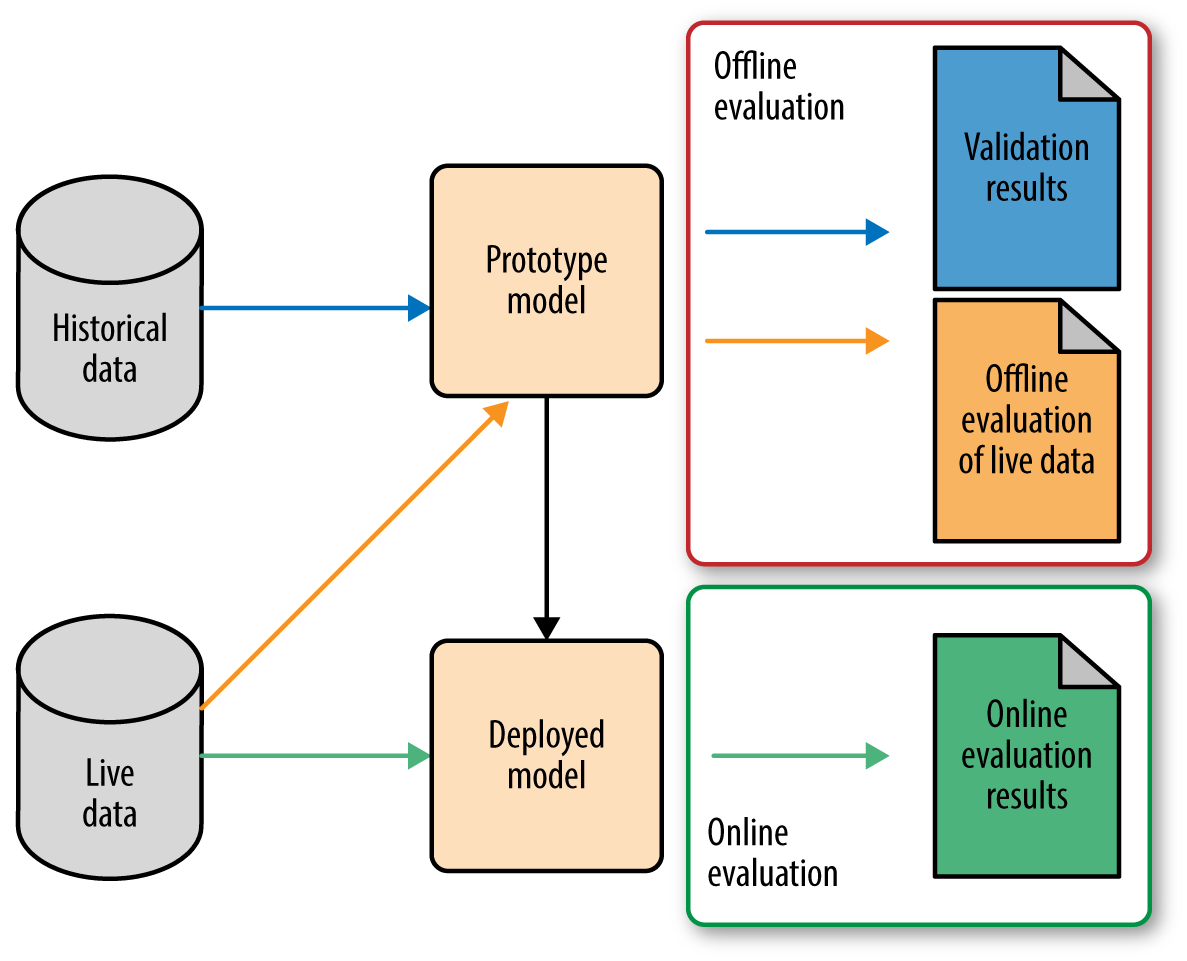 Offline
evaluation
Validation
results
Prototype
model
Historical
data
Offline
evaluation
of live data
Deployed
model
Live
data
Online
evaluation
results
Online
evaluation